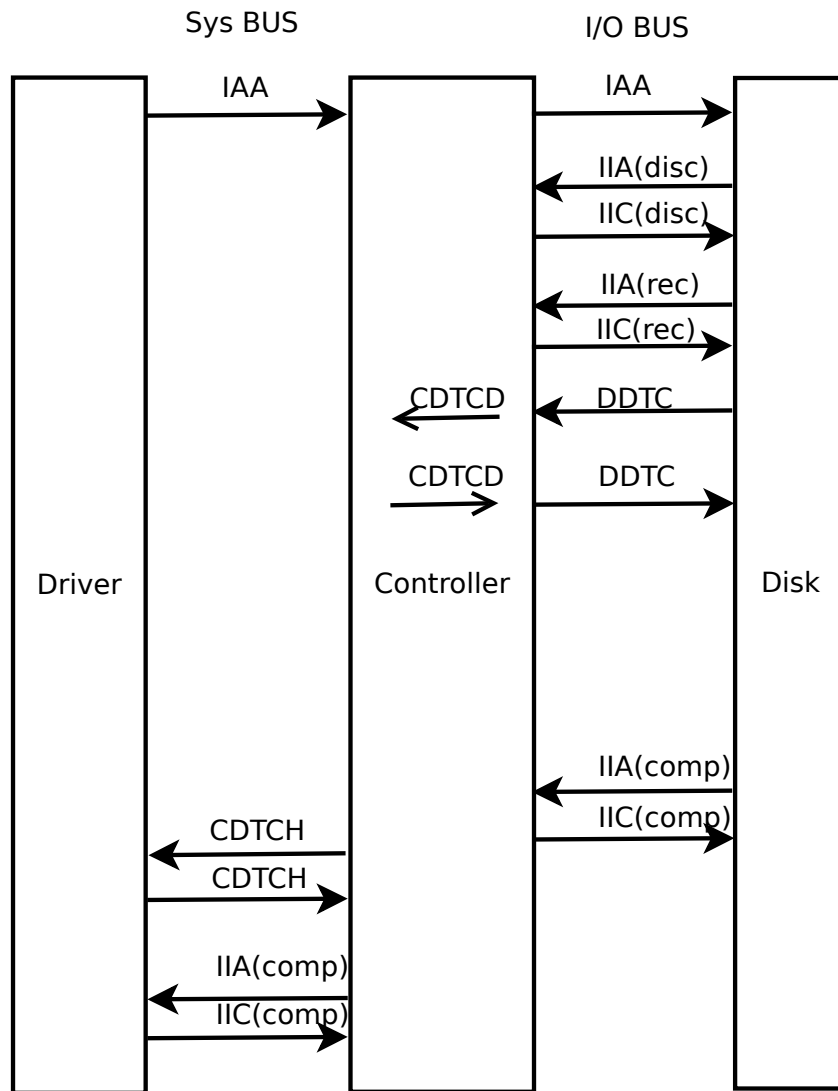 Sys BUS
I/O BUS
IAA
IAA
IIA(disc)
IIC(disc)
IIA(rec)
IIC(rec)
CDTCD
DDTC
CDTCD
DDTC
Driver
Controller
Disk
IIA(comp)
IIC(comp)
CDTCH
CDTCH
IIA(comp)
IIC(comp)